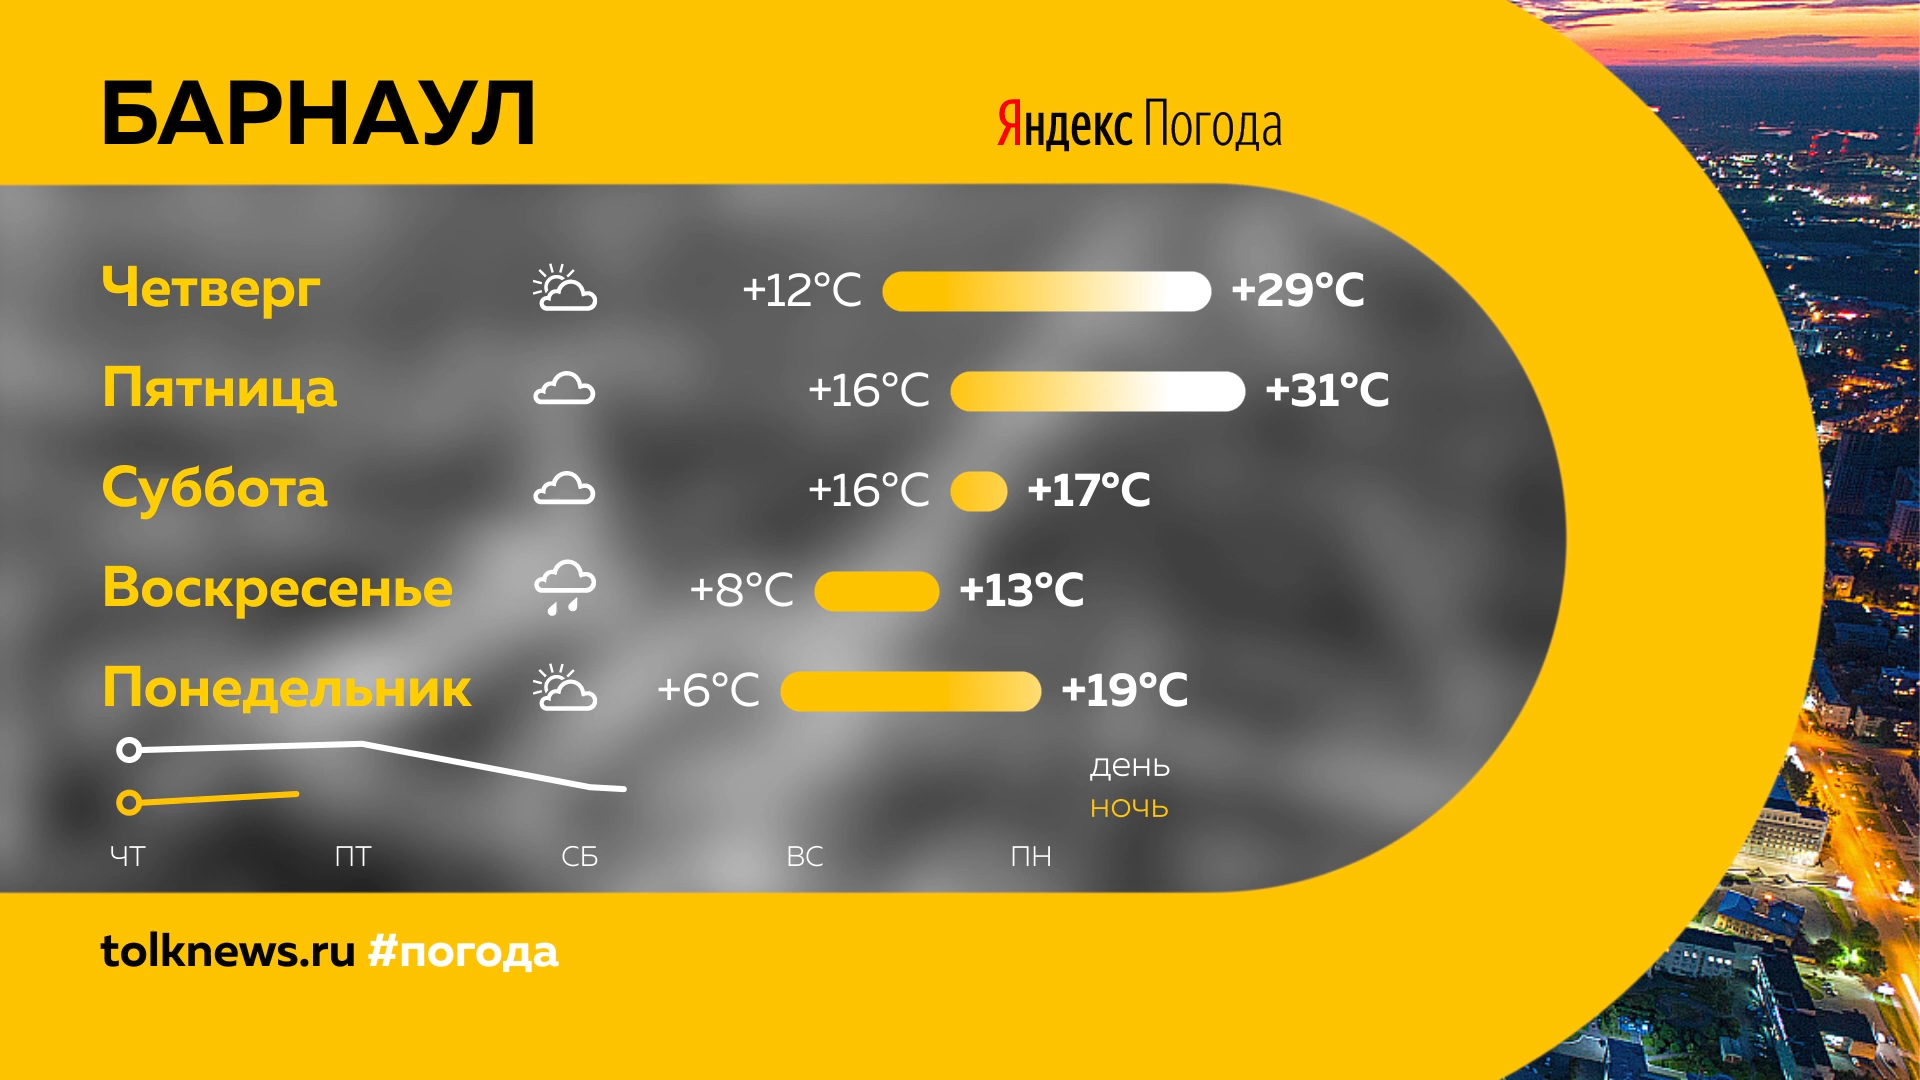 БАРНАУЛ
Яндекс Погода
Четверг +12°C +29°C
Пятница +16°C +31°C
Суббота +16°C +17°C
Воскресенье +8°C +13°C
Понедельник +6°C +19°C
день
ночь
ЧТ ПТ СБ ВС ПН
tolknews.ru #погода